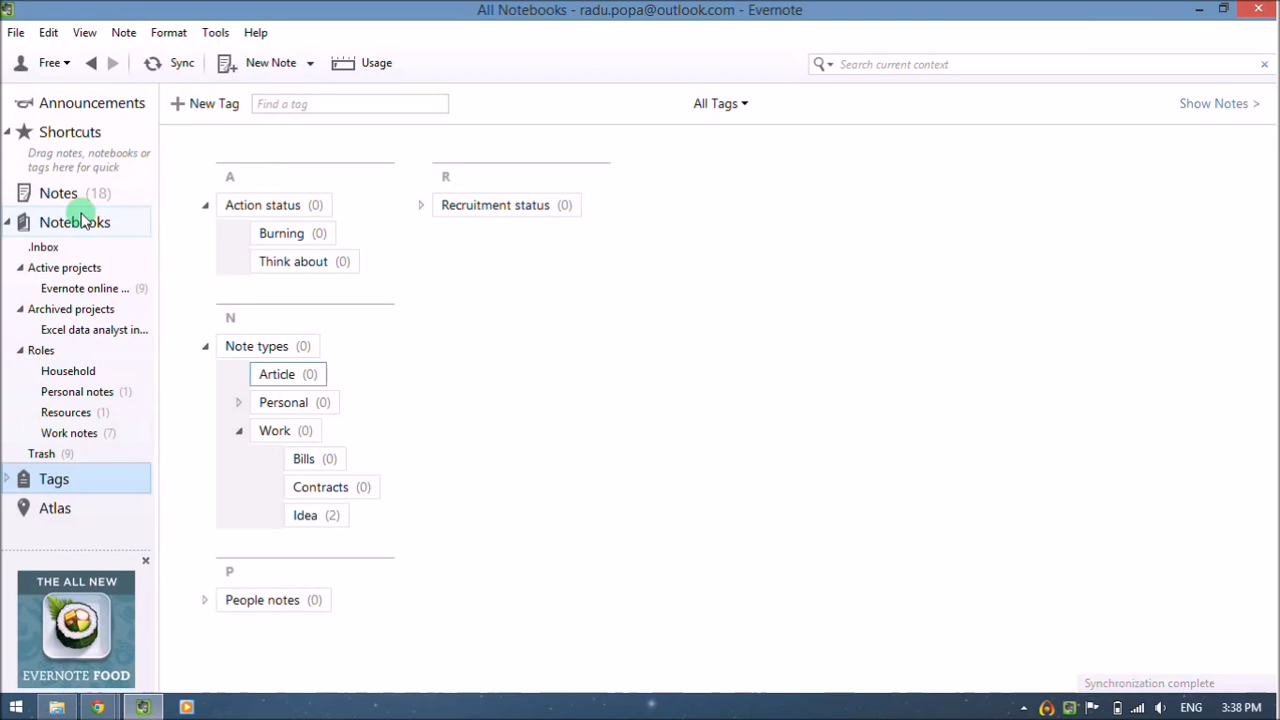 All Notebooks - radu.popa@outlook.com - Evernote
File Edit View Note Format Tools Help
Free Sync New Note Usage Search current context
Announcements
Shortcuts
Drag notes, notebooks or
tags here for quick
Notes (18)
Notebooks
.Inbox
Active projects
Evernote online ... (9)
Archived projects
Excel data analyst in...
Roles
Household
Personal notes (1)
Resources (1)
Work notes (7)
Trash (9)
Tags
Atlas
THE ALL NEW
EVERNOTE FOOD
New Tag Find a tag All Tags Show Notes >
A
Action status (0)
Burning (0)
Think about (0)
N
Note types (0)
Article (0)
Personal (0)
Work (0)
Bills (0)
Contracts (0)
Idea (2)
P
People notes (0)
R
Recruitment status (0)
Synchronization complete
ENG 3:38 PM